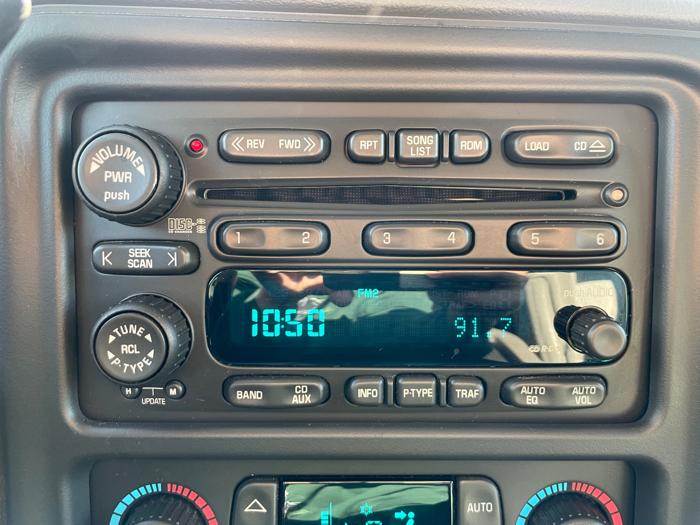 VOLUME
PWR
push
REV FWD
RPT
SONG LIST
RDM
LOAD CD
DISC
1 2
3 4
5 6
SEEK
SCAN
FM2
10:50
91.7
push AUDIO
TUNE
RCL
P-TYPE
H M
UPDATE
BAND
CD
AUX
INFO
P-TYPE
TRAF
AUTO
EQ
AUTO
VOL
AUTO